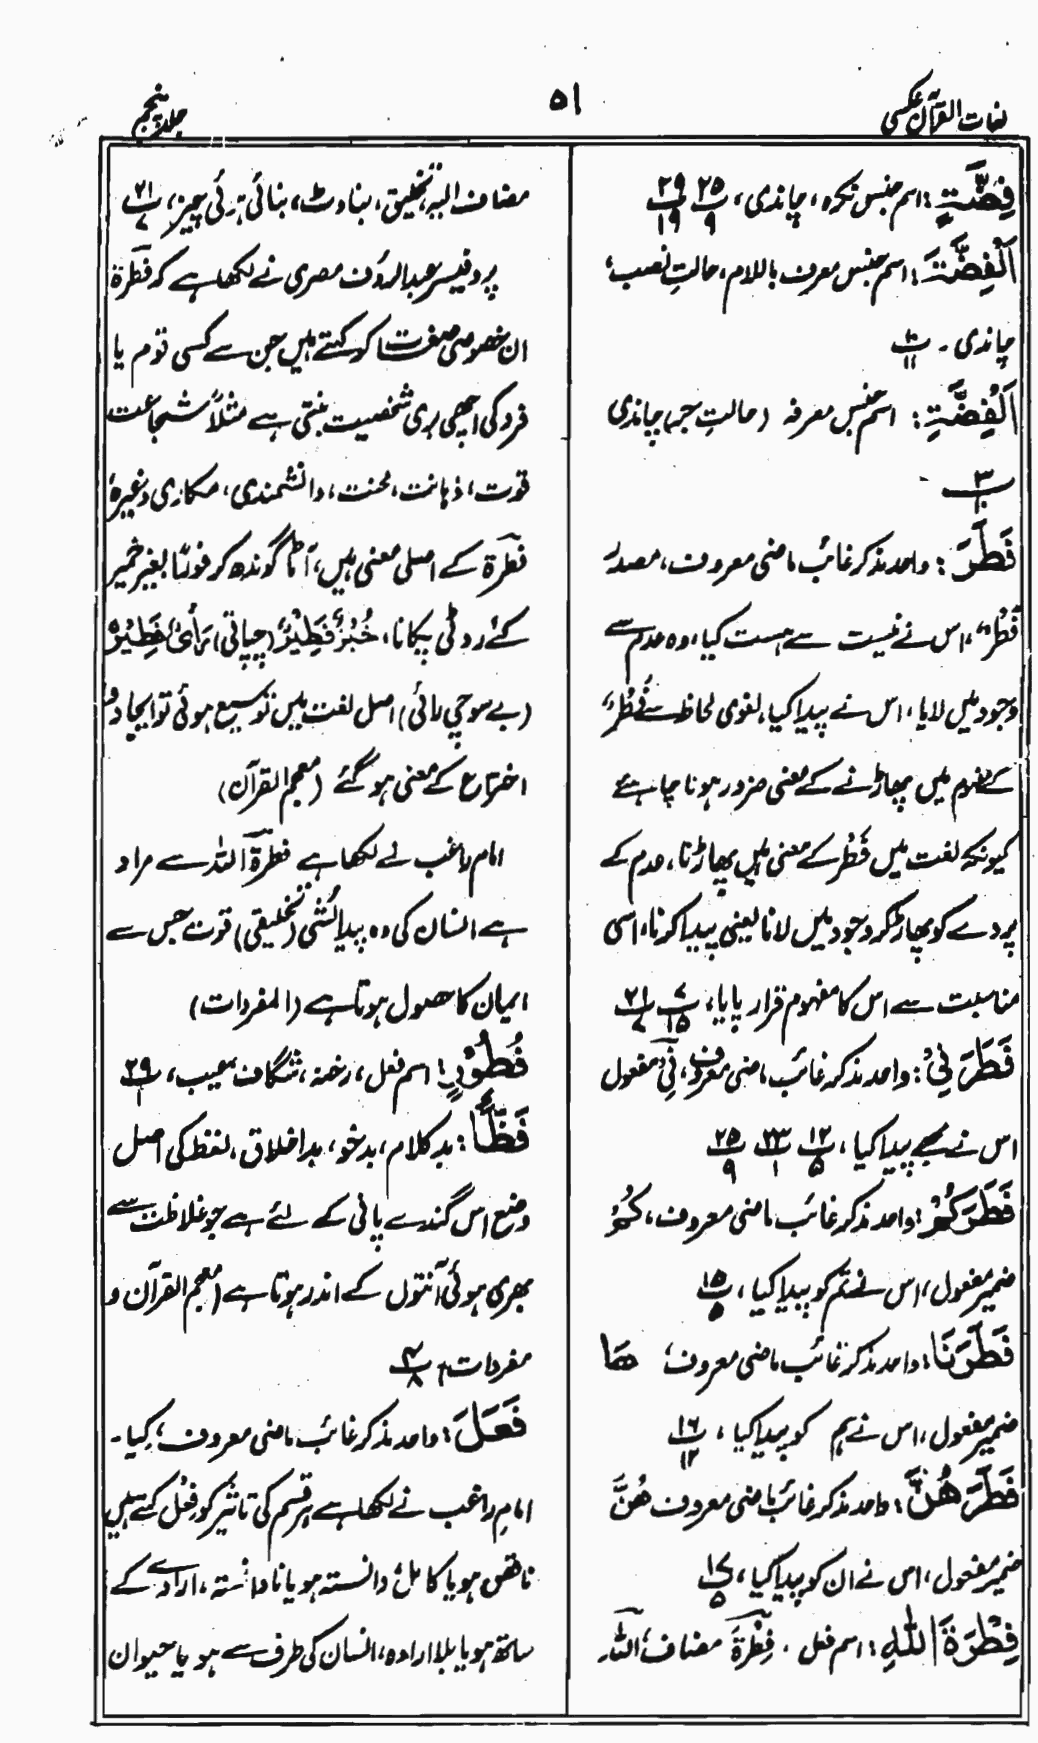 لغات القرآن عکسی
۵۱
جلد پنجم
فِضَّةٍ: اسم جنس نکرہ، چاندی، پ ۲۵/۹ پ ۲۹/۱۹
اَلْفِضَّةَ: اسم جنس معرف باللام، حالتِ نصب،
چاندی۔ پ ۱۰/۱۱
اَلْفِضَّةِ: اسم جنس معرفہ (حالتِ جر) چاندی
پ ۳/۱۰
فَطَرَ: واحد مذکر غائب ماضی معروف، مصدر
فَطْرٌ، اس نے نیست سے ہست کیا، وہ عدم سے
وجود میں لایا، اس نے پیدا کیا، لغوی لحاظ سے فَطْرٌ
کے مفہوم میں پھاڑنے کے معنی ضرور ہونا چاہئے
کیونکہ لغت میں فَطْر کے معنی ہیں پھاڑنا، عدم کے
پردے کو پھاڑ کر وجود میں لانا یعنی پیدا کرنا، اسی
مناسبت سے اس کا مفہوم قرار پایا، پ ۷/۱۵ پ ۲۱/۷
فَطَرَنِیْ: واحد مذکر غائب ماضی معروف، نِیْ مفعول
اس نے مجھے پیدا کیا، پ ۱۲/۵ پ ۲۳/۱ پ ۲۵/۹
فَطَرَكُمْ: واحد مذکر غائب ماضی معروف، كُمْ
ضمیر مفعول، اس نے تم کو پیدا کیا، پ ۱۵/۵
فَطَرَنَا: واحد مذکر غائب ماضی معروف، ھَا
ضمیر مفعول، اس نے ہم کو پیدا کیا، پ ۱۶/۱۲
فَطَرَهُنَّ: واحد مذکر غائب ماضی معروف ھُنَّ
ضمیر مفعول، اس نے ان کو پیدا کیا، پ ۱۷/۵
فِطْرَةَ اللّٰهِ: اسم فعل، فِطْرَةَ مضاف، اللہ
مضاف الیہ، تخلیق، بناوٹ، بنائی ہوئی چیز، پ ۲۱/۷
پروفیسر عبدالرؤف مصری نے لکھا ہے کہ فطرۃ
ان خصوصی صفات کو کہتے ہیں جن سے کسی قوم یا
فرد کی اچھی بری شخصیت بنتی ہے مثلاً شجاعت
قوت، ذہانت، محنت، دانشمندی، مکاری وغیرہ
فطرۃ کے اصلی معنی ہیں، آٹا گوندھ کر فوراً بغیر خمیر
کئے روٹی پکانا، خُبْزٌ فَطِیْرٌ (چپاتی) رَأْیٌ فَطِیْرٌ
(بے سوچی رائی) اصل لغت میں توسیع ہوئی تو ایجاد و
اختراع کے معنی ہو گئے (معجم القرآن)
امام راغب نے لکھا ہے فطرۃ اللہ سے مراد
ہے انسان کی وہ پیدائشی (تخلیقی) قوت جس سے
ایمان کا حصول ہوتا ہے (المفردات)
فُطُوْرٍ: اسم فعل، رخنہ، شگاف، عیب، پ ۲۹/۱
فَظًّا: بد کلام، بدخو، بداخلاق، لفظ کی اصل
وضع اس گندے پانی کے لئے ہے جو غلاظت سے
بھری ہوئی آنتوں کے اندر ہوتا ہے (معجم القرآن و
مفردات) پ ۴/۸
فَعَلَ: واحد مذکر غائب ماضی معروف، کیا۔
امام راغب نے لکھا ہے ہر قسم کی تاثیر کو فعل کہتے ہیں
ناقص ہو یا کامل دانستہ ہو یا نادانستہ، ارادے کے
ساتھ ہو یا بلا ارادہ، انسان کی طرف سے ہو یا حیوان